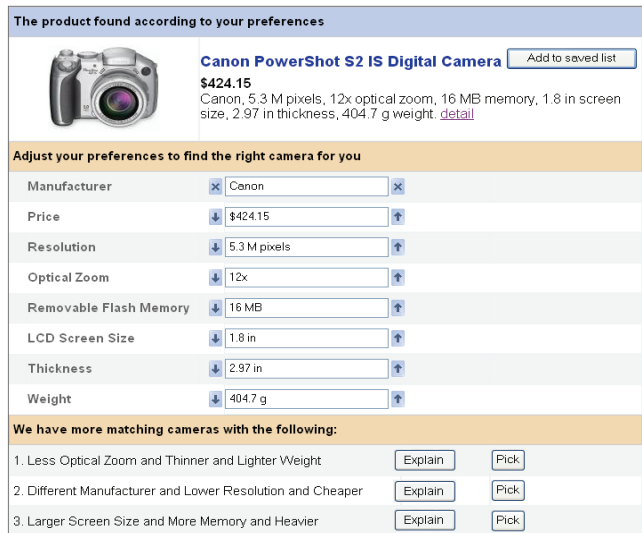 The product found according to your preferences
Canon PowerShot S2 IS Digital Camera
Add to saved list
$424.15
Canon, 5.3 M pixels, 12x optical zoom, 16 MB memory, 1.8 in screen
size, 2.97 in thickness, 404.7 g weight. detail
Adjust your preferences to find the right camera for you
Manufacturer Canon
Price $424.15
Resolution 5.3 M pixels
Optical Zoom 12x
Removable Flash Memory 16 MB
LCD Screen Size 1.8 in
Thickness 2.97 in
Weight 404.7 g
We have more matching cameras with the following:
1. Less Optical Zoom and Thinner and Lighter Weight Explain Pick
2. Different Manufacturer and Lower Resolution and Cheaper Explain Pick
3. Larger Screen Size and More Memory and Heavier Explain Pick